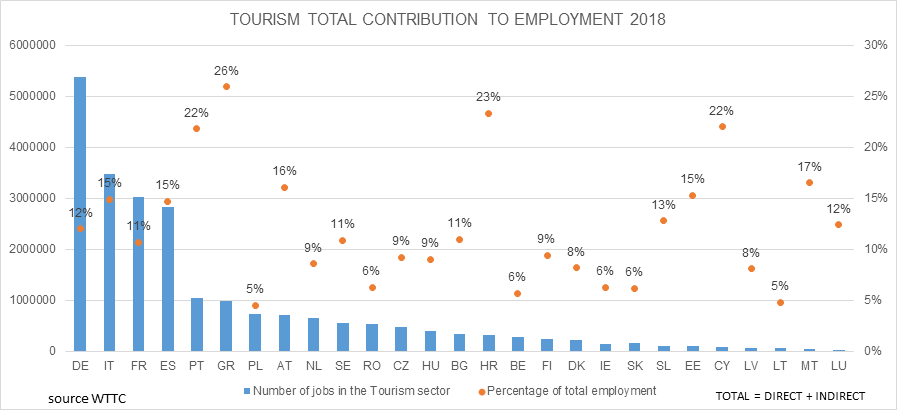 TOURISM TOTAL CONTRIBUTION TO EMPLOYMENT 2018
6000000 30%
26%
5000000 23% 25%
22% 22%
4000000 20%
16% 17%
15% 15% 15%
3000000 13% 15%
12% 11% 11% 11% 12%
2000000 9% 9% 9% 9% 8% 8% 10%
6% 6% 6% 6%
1000000 5% 5% 5%
0 0%
DE IT FR ES PT GR PL AT NL SE RO CZ HU BG HR BE FI DK IE SK SL EE CY LV LT MT LU
Number of jobs in the Tourism sector Percentage of total employment
source WTTC TOTAL = DIRECT + INDIRECT